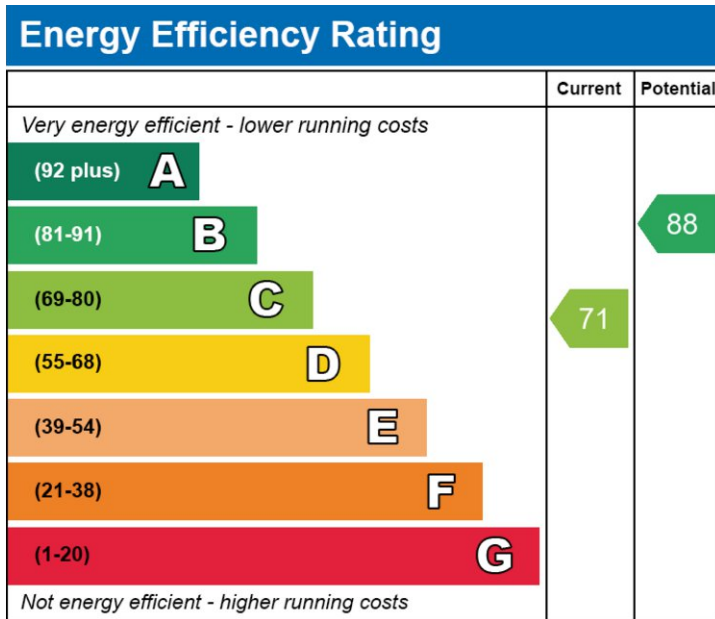 Energy Efficiency Rating
Current Potential
Very energy efficient - lower running costs
(92 plus) A
(81-91) B
88
(69-80) C
71
(55-68) D
(39-54) E
(21-38) F
(1-20) G
Not energy efficient - higher running costs